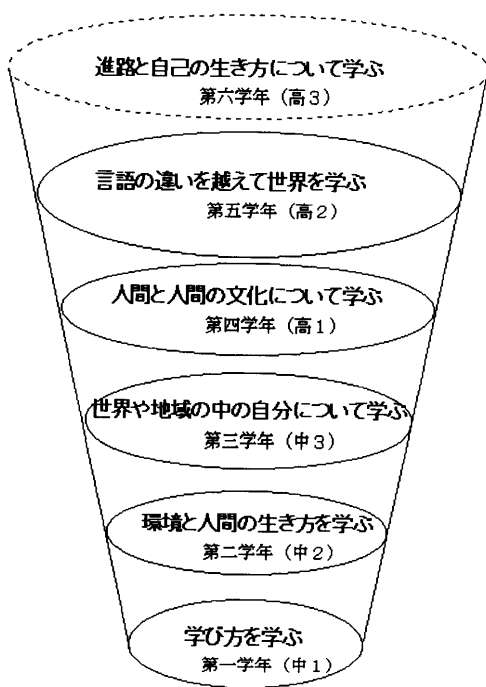 進路と自己の生き方について学ぶ
第六学年（高３）
言語の違いを越えて世界を学ぶ
第五学年（高２）
人間と人間の文化について学ぶ
第四学年（高１）
世界や地域の中の自分について学ぶ
第三学年（中３）
環境と人間の生き方を学ぶ
第二学年（中２）
学び方を学ぶ
第一学年（中１）